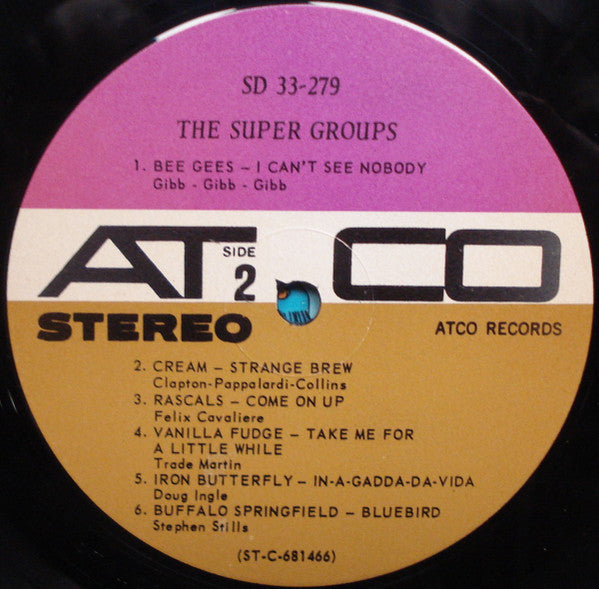 SD 33-279
THE SUPER GROUPS
1. BEE GEES – I CAN'T SEE NOBODY
Gibb - Gibb - Gibb
ATCO
SIDE
2
STEREO
ATCO RECORDS
2. CREAM – STRANGE BREW
Clapton-Pappalardi-Collins
3. RASCALS – COME ON UP
Felix Cavaliere
4. VANILLA FUDGE – TAKE ME FOR
A LITTLE WHILE
Trade Martin
5. IRON BUTTERFLY – IN-A-GADDA-DA-VIDA
Doug Ingle
6. BUFFALO SPRINGFIELD – BLUEBIRD
Stephen Stills
(ST-C-681466)